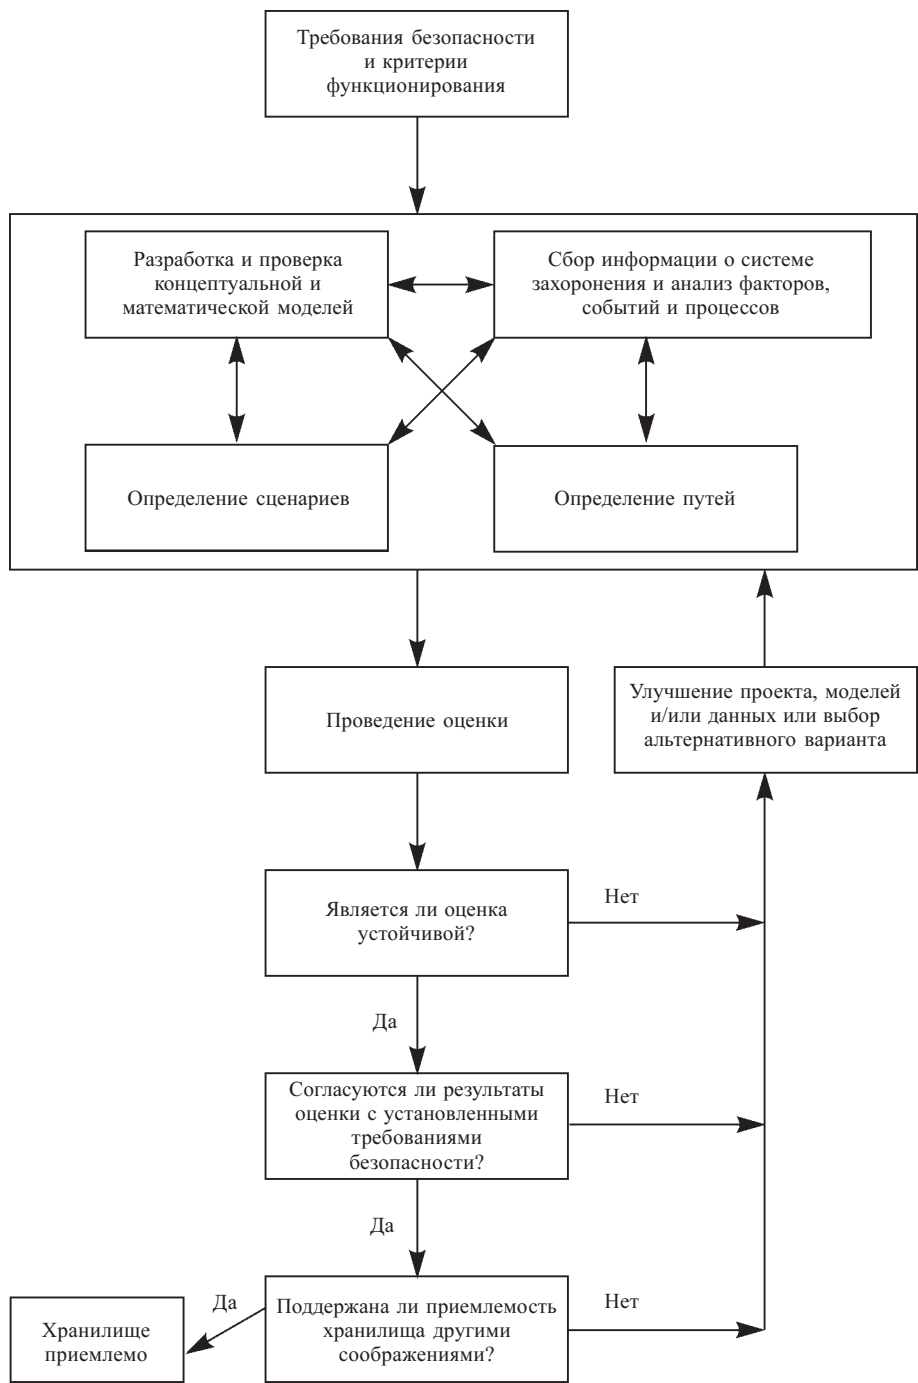 Требования безопасности
и критерии
функционирования
Разработка и проверка
концептуальной и
математической моделей
Сбор информации о системе
захоронения и анализ факторов,
событий и процессов
Определение сценариев
Определение путей
Проведение оценки
Улучшение проекта, моделей
и/или данных или выбор
альтернативного варианта
Является ли оценка
устойчивой?
Нет
Да
Согласуются ли результаты
оценки с установленными
требованиями
безопасности?
Нет
Да
Поддержана ли приемлемость
хранилища другими
соображениями?
Нет
Да
Хранилище
приемлемо